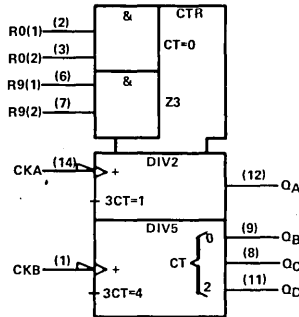 & CTR
R0(1) (2)
CT=0
R0(2) (3)
R9(1) (6) &
R9(2) (7) Z3
DIV2
CKA (14) + (12) QA
3CT=1
DIV5
0 (9) QB
CKB (1) + CT (8) QC
3CT=4 2 (11) QD